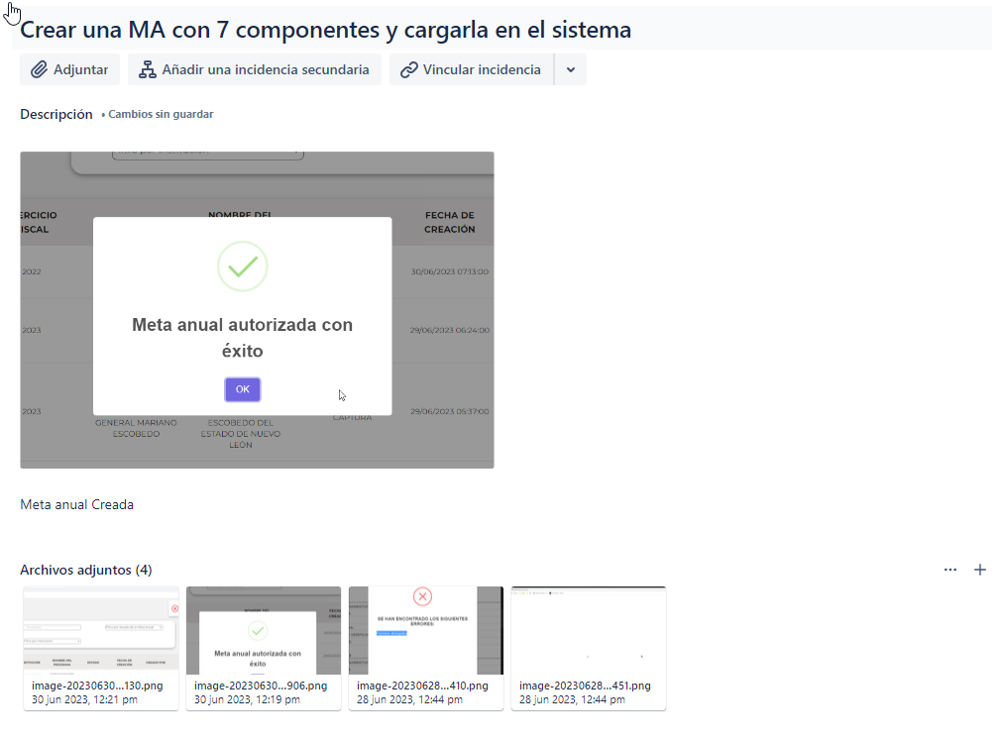 Crear una MA con 7 componentes y cargarla en el sistema
Adjuntar
Añadir una incidencia secundaria
Vincular incidencia
Descripción • Cambios sin guardar
ERCICIO
ISCAL
NOMBRE DEL
FECHA DE
CREACIÓN
2022
30/06/2023 07:13:00
Meta anual autorizada con
éxito
2023
29/06/2023 06:24:00
OK
2023
29/06/2023 05:37:00
CAPTURA
GENERAL MARIANO
ESCOBEDO
ESCOBEDO DEL
ESTADO DE NUEVO
LEÓN
Meta anual Creada
Archivos adjuntos (4)
Meta anual autorizada con
SE HAN ENCONTRADO LOS SIGUIENTES
ERRORES:
image-20230630...130.png
30 jun 2023, 12:21 pm
image-20230630...906.png
30 jun 2023, 12:19 pm
image-20230628...410.png
28 jun 2023, 12:44 pm
image-20230628...451.png
28 jun 2023, 12:44 pm